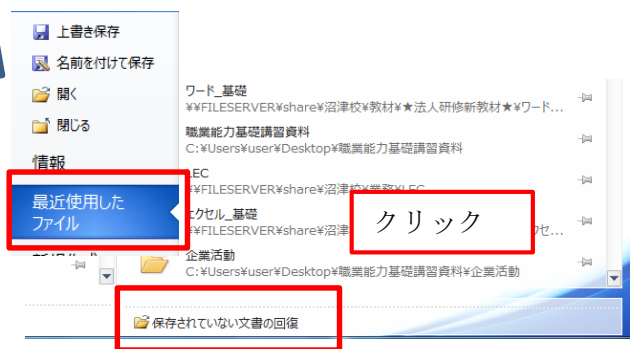 上書き保存
名前を付けて保存
開く
閉じる
情報
最近使用した
ファイル
ワード_基礎
¥¥FILESERVER¥share¥沼津校¥教材¥★法人研修新教材★¥ワード...
職業能力基礎講習資料
C:¥Users¥user¥Desktop¥職業能力基礎講習資料
LEC
¥¥FILESERVER¥share¥沼津校¥業務¥LEC
エクセル_基礎
¥¥FILESERVER¥share¥沼津
クリック
企業活動
C:¥Users¥user¥Desktop¥職業能力基礎講習資料¥企業活動
保存されていない文書の回復